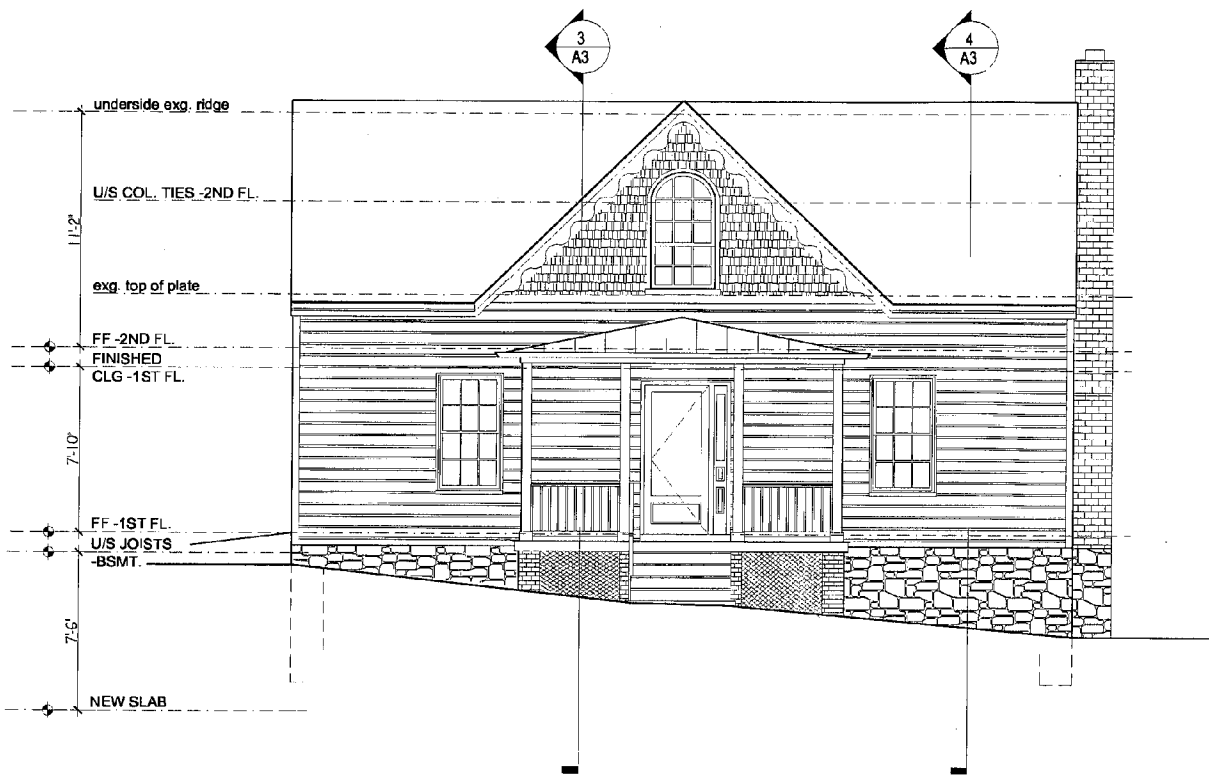 3
A3
4
A3
underside exg. ridge
U/S COL. TIES -2ND FL.
11'-2"
exg. top of plate
FF -2ND FL.
FINISHED
CLG -1ST FL.
7'-10"
FF -1ST FL.
U/S JOISTS
-BSMT.
7'-6"
NEW SLAB